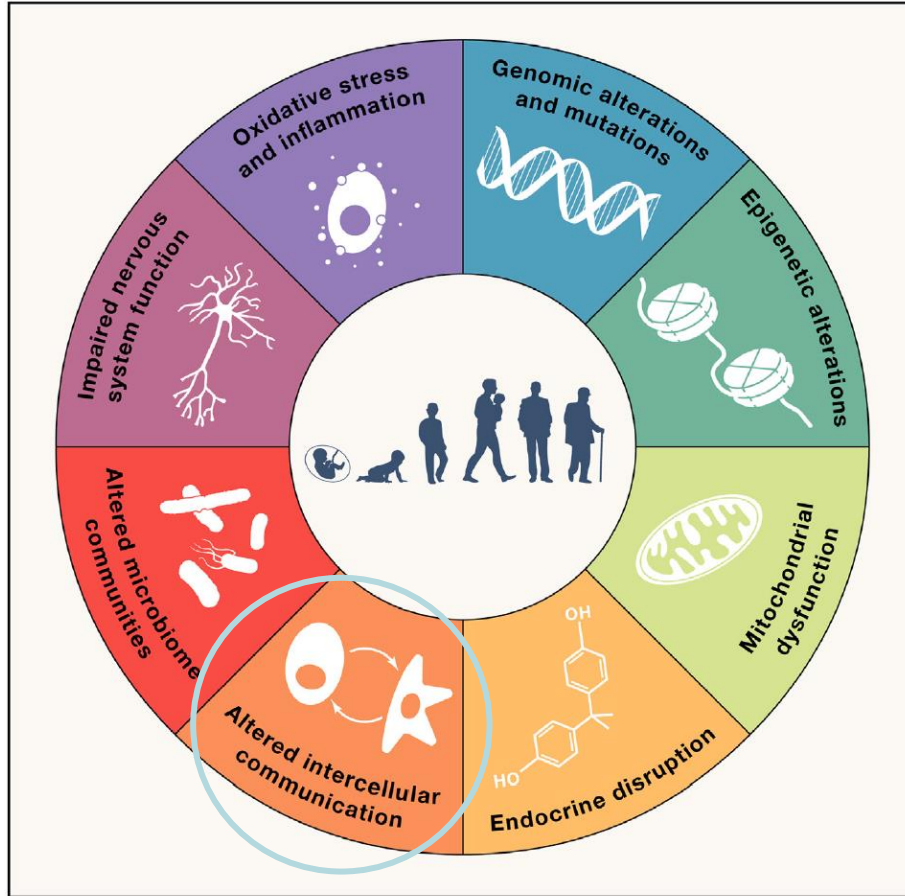 Oxidative stress
and inflammation
Genomic alterations
and mutations
Epigenetic alterations
Mitochondrial
dysfunction
OH
HO
Endocrine disruption
Altered intercellular
communication
Altered microbiome
communities
Impaired nervous
system function